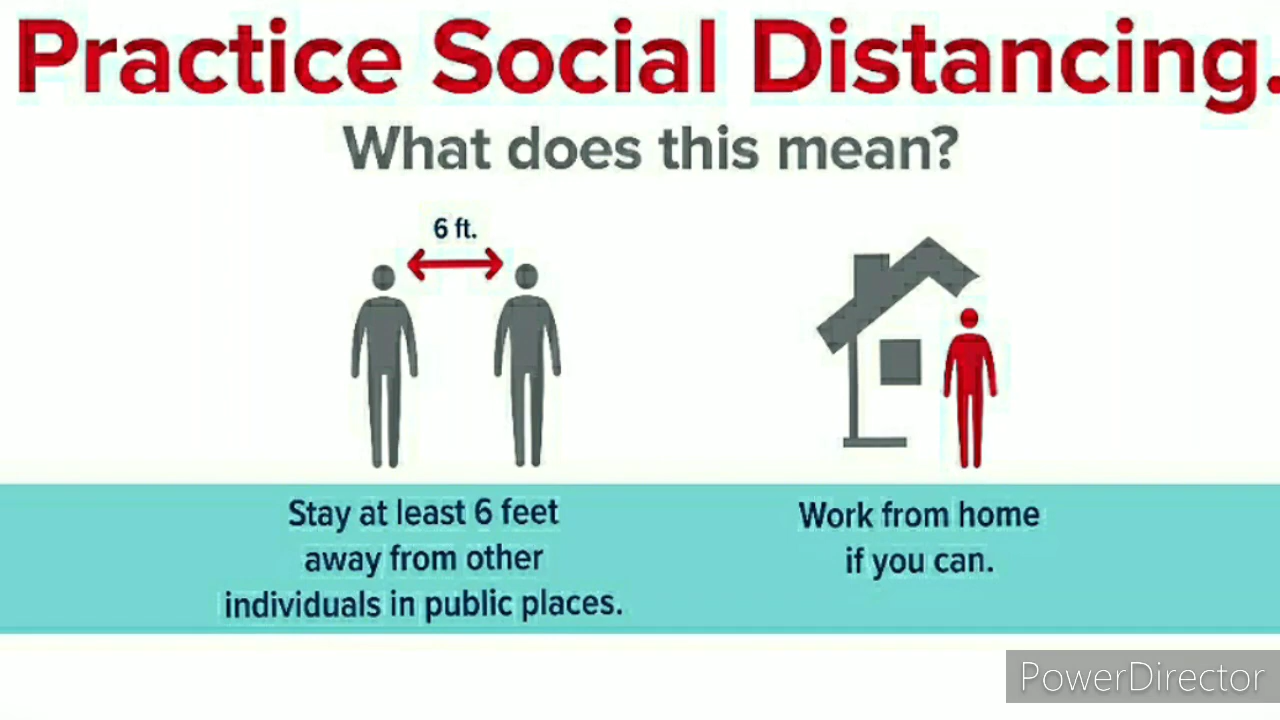 Practice Social Distancing.
What does this mean?
6 ft.
Stay at least 6 feet
away from other
individuals in public places.
Work from home
if you can.
PowerDirector